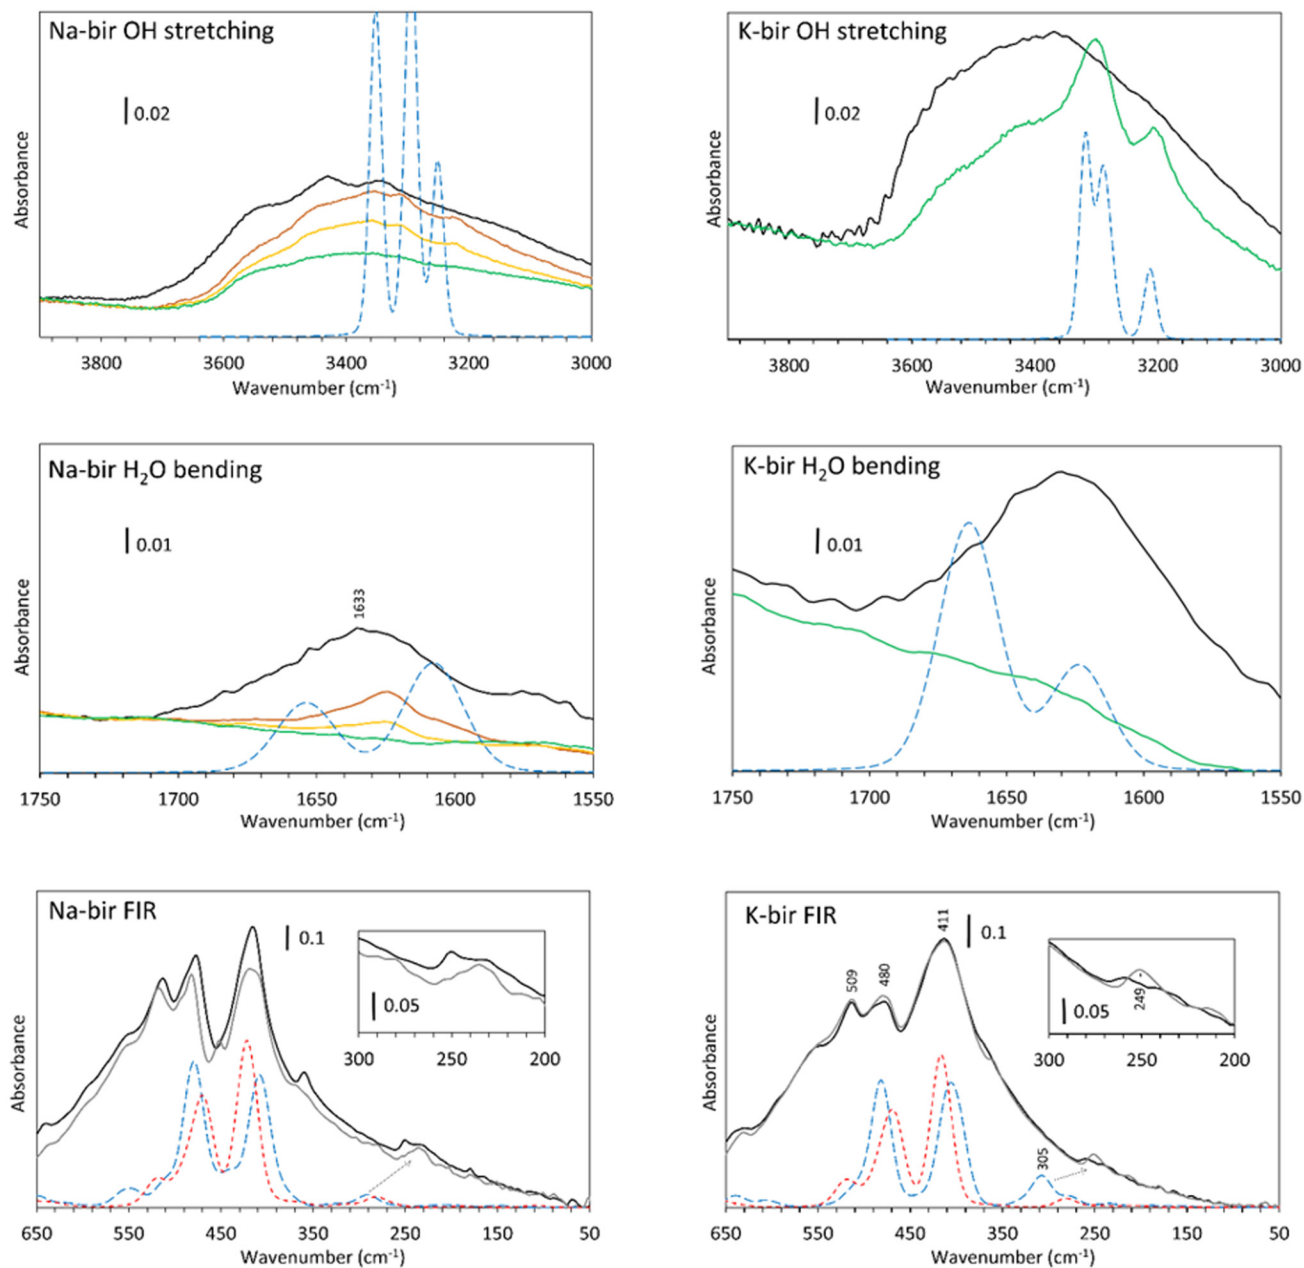 Na-bir OH stretching
0.02
Absorbance
3800 3600 3400 3200 3000
Wavenumber (cm-1)
K-bir OH stretching
0.02
Absorbance
3800 3600 3400 3200 3000
Wavenumber (cm-1)
Na-bir H2O bending
0.01
1633
Absorbance
1750 1700 1650 1600 1550
Wavenumber (cm-1)
K-bir H2O bending
0.01
Absorbance
1750 1700 1650 1600 1550
Wavenumber (cm-1)
Na-bir FIR
0.1
0.05
300 250 200
Absorbance
650 550 450 350 250 150 50
Wavenumber (cm-1)
K-bir FIR
509
480
411
0.1
0.05
249
300 250 200
305
Absorbance
650 550 450 350 250 150 50
Wavenumber (cm-1)